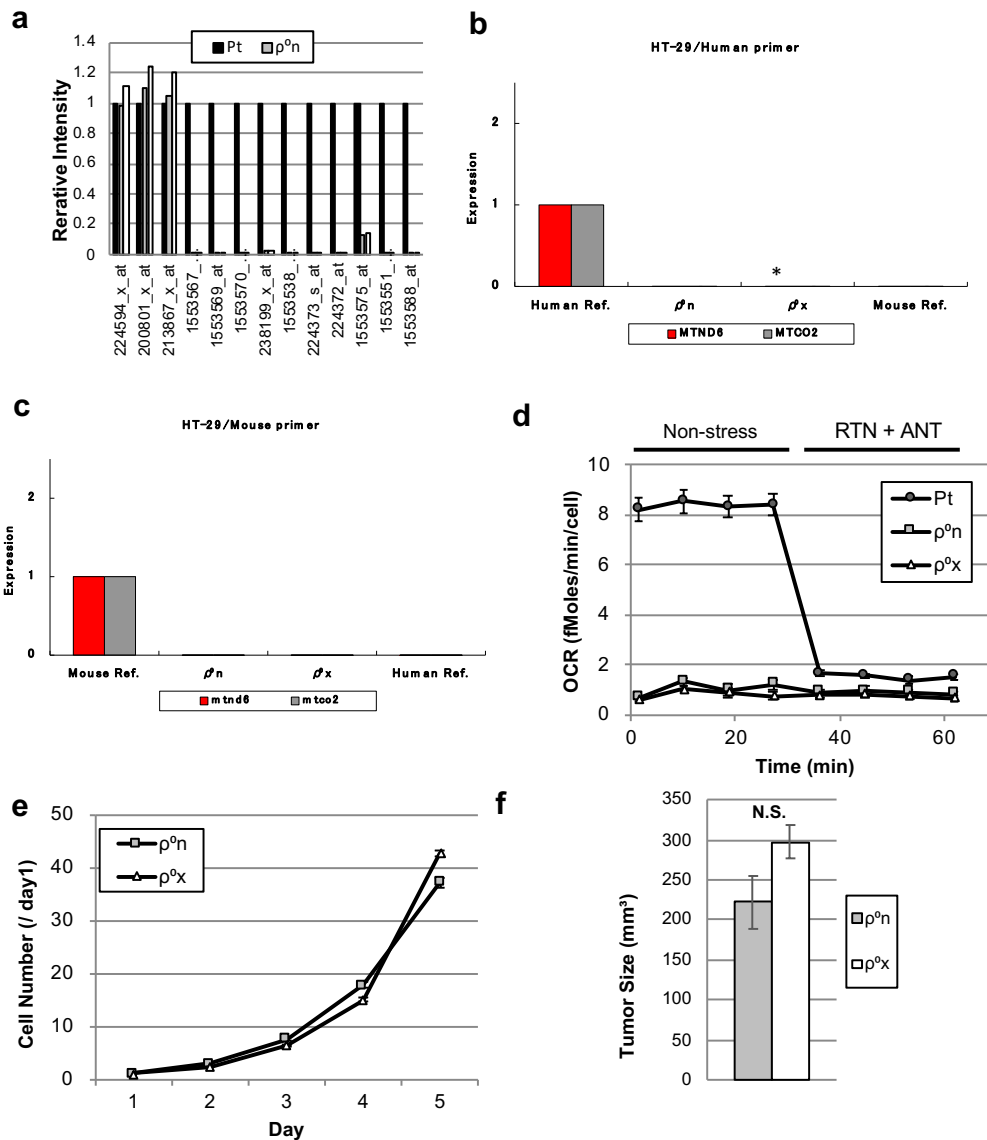 a
Pt
ρ⁰n
1.4
1.2
1
0.8
0.6
0.4
0.2
0
Rerative Intensity
224594_x_at
200801_x_at
213867_x_at
1553567_...
1553569_at
1553570_...
238199_x_at
1553538_...
224373_s_at
224372_at
1553575_at
1553551_...
1553588_at
b
HT-29/Human primer
2
1
0
Expression
*
Human Ref.
ρ⁰n
ρ⁰x
Mouse Ref.
MTND6
MTCO2
c
HT-29/Mouse primer
2
1
0
Expression
Mouse Ref.
ρ⁰n
ρ⁰x
Human Ref.
mtnd6
mtco2
d
Non-stress
RTN + ANT
10
8
6
4
2
0
OCR (fMoles/min/cell)
Pt
ρ⁰n
ρ⁰x
0
20
40
60
Time (min)
e
50
40
30
20
10
0
Cell Number (/ day1)
ρ⁰n
ρ⁰x
1
2
3
4
5
Day
f
350
300
250
200
150
100
50
0
Tumor Size (mm³)
N.S.
ρ⁰n
ρ⁰x